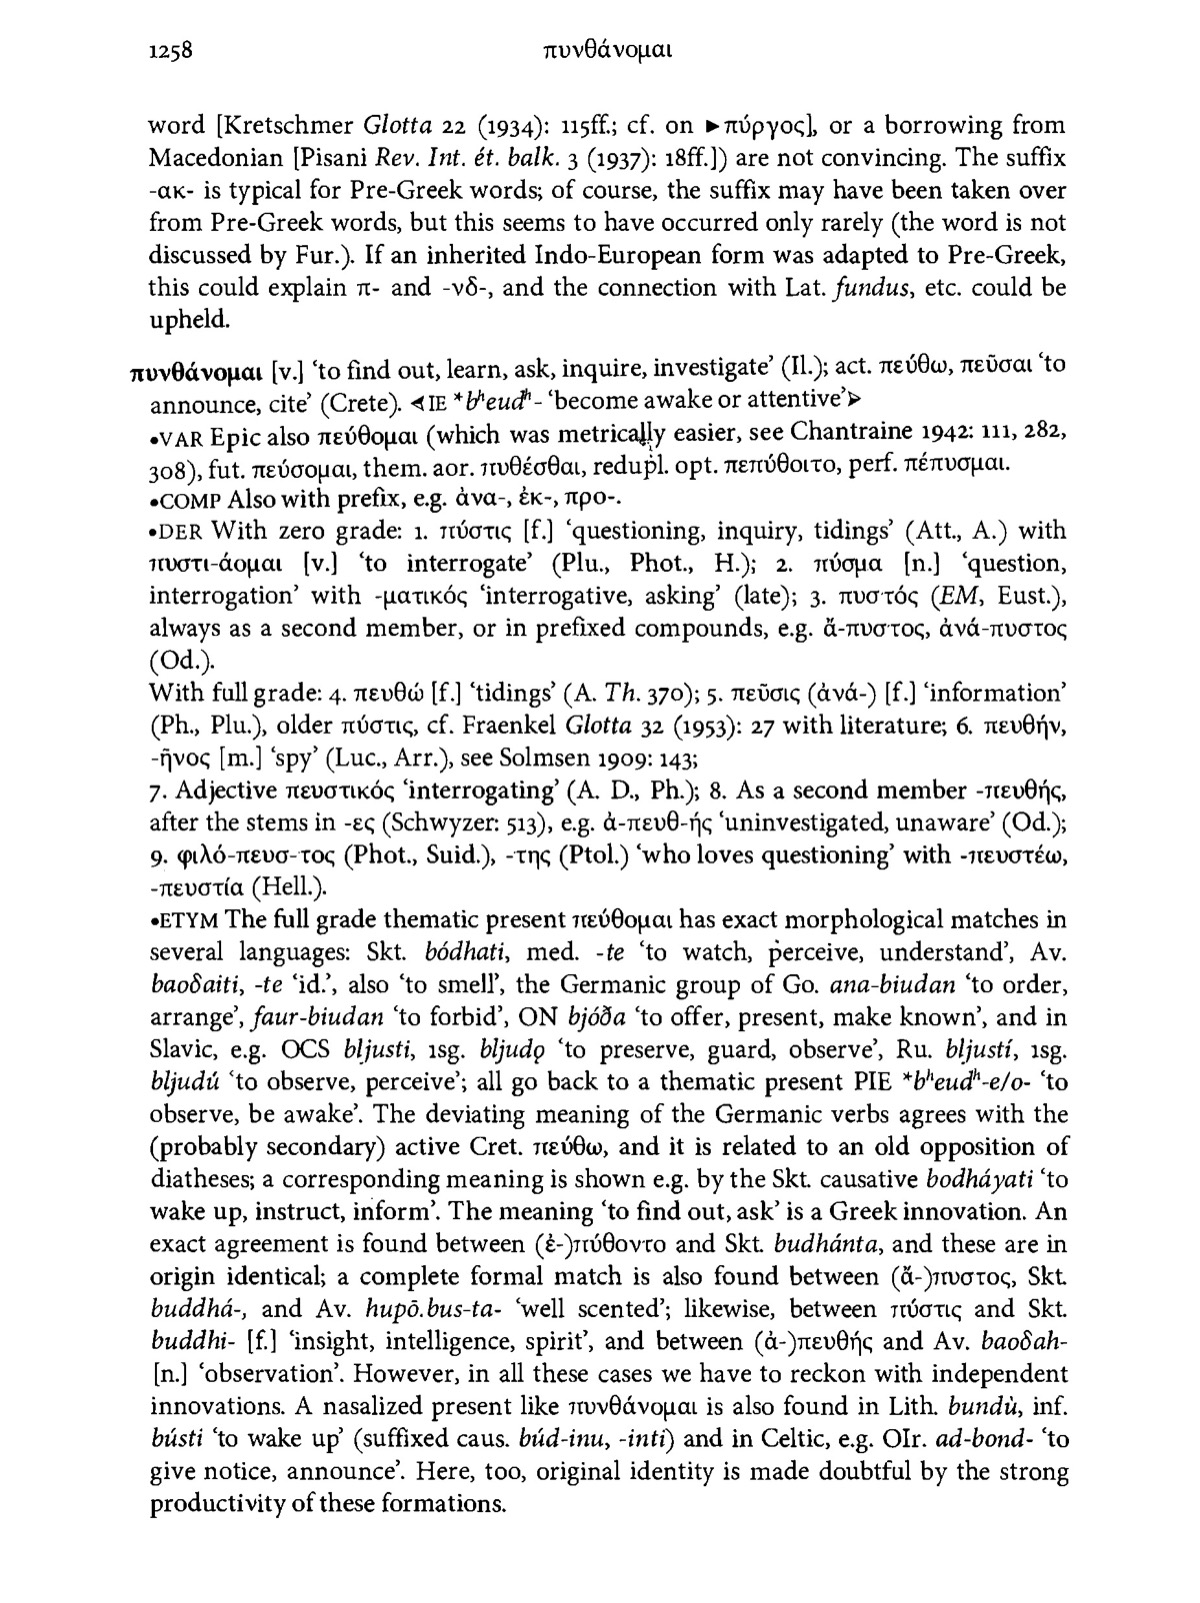 1258 πυνθάνομαι
word [Kretschmer Glotta 22 (1934): 115ff.; cf. on ►πύργος], or a borrowing from
Macedonian [Pisani Rev. Int. ét. balk. 3 (1937): 18ff.]) are not convincing. The suffix
-ακ- is typical for Pre-Greek words; of course, the suffix may have been taken over
from Pre-Greek words, but this seems to have occurred only rarely (the word is not
discussed by Fur.). If an inherited Indo-European form was adapted to Pre-Greek,
this could explain π- and -νδ-, and the connection with Lat. fundus, etc. could be
upheld.
πυνθάνομαι [v.] ‘to find out, learn, ask, inquire, investigate’ (Il.); act. πεύθω, πεῦσαι ‘to
announce, cite’ (Crete). ⋖IE *bʰeudʰ- ‘become awake or attentive’⋗
•VAR Epic also πεύθομαι (which was metrically easier, see Chantraine 1942: 111, 282,
308), fut. πεύσομαι, them. aor. πυθέσθαι, redupl. opt. πεπύθοιτο, perf. πέπυσμαι.
•COMP Also with prefix, e.g. ἀνα-, ἐκ-, προ-.
•DER With zero grade: 1. πύστις [f.] ‘questioning, inquiry, tidings’ (Att., A.) with
πυστι-άομαι [v.] ‘to interrogate’ (Plu., Phot., H.); 2. πύσμα [n.] ‘question,
interrogation’ with -ματικός ‘interrogative, asking’ (late); 3. πυστός (EM, Eust.),
always as a second member, or in prefixed compounds, e.g. ἄ-πυστος, ἀνά-πυστος
(Od.).
With full grade: 4. πευθώ [f.] ‘tidings’ (A. Th. 370); 5. πεῦσις (ἀνά-) [f.] ‘information’
(Ph., Plu.), older πύστις, cf. Fraenkel Glotta 32 (1953): 27 with literature; 6. πευθήν,
-ῆνος [m.] ‘spy’ (Luc., Arr.), see Solmsen 1909: 143;
7. Adjective πευστικός ‘interrogating’ (A. D., Ph.); 8. As a second member -πευθής,
after the stems in -ες (Schwyzer: 513), e.g. ἀ-πευθ-ής ‘uninvestigated, unaware’ (Od.);
9. φιλό-πευσ-τος (Phot., Suid.), -της (Ptol.) ‘who loves questioning’ with -πευστέω,
-πευστία (Hell.).
•ETYM The full grade thematic present πεύθομαι has exact morphological matches in
several languages: Skt. bódhati, med. -te ‘to watch, perceive, understand’, Av.
baoδaiti, -te ‘id.’, also ‘to smell’, the Germanic group of Go. ana-biudan ‘to order,
arrange’, faur-biudan ‘to forbid’, ON bjóða ‘to offer, present, make known’, and in
Slavic, e.g. OCS bljusti, 1sg. bljudǫ ‘to preserve, guard, observe’, Ru. bljustí, 1sg.
bljudú ‘to observe, perceive’; all go back to a thematic present PIE *bʰeudʰ-e/o- ‘to
observe, be awake’. The deviating meaning of the Germanic verbs agrees with the
(probably secondary) active Cret. πεύθω, and it is related to an old opposition of
diatheses; a corresponding meaning is shown e.g. by the Skt. causative bodháyati ‘to
wake up, instruct, inform’. The meaning ‘to find out, ask’ is a Greek innovation. An
exact agreement is found between (ἐ-)πύθοντο and Skt. budhánta, and these are in
origin identical; a complete formal match is also found between (ἄ-)πυστος, Skt.
buddhá-, and Av. hupō.bus-ta- ‘well scented’; likewise, between πύστις and Skt.
buddhi- [f.] ‘insight, intelligence, spirit’, and between (ἀ-)πευθής and Av. baoδah-
[n.] ‘observation’. However, in all these cases we have to reckon with independent
innovations. A nasalized present like πυνθάνομαι is also found in Lith. bundù, inf.
bústi ‘to wake up’ (suffixed caus. búd-inu, -inti) and in Celtic, e.g. OIr. ad-bond- ‘to
give notice, announce’. Here, too, original identity is made doubtful by the strong
productivity of these formations.